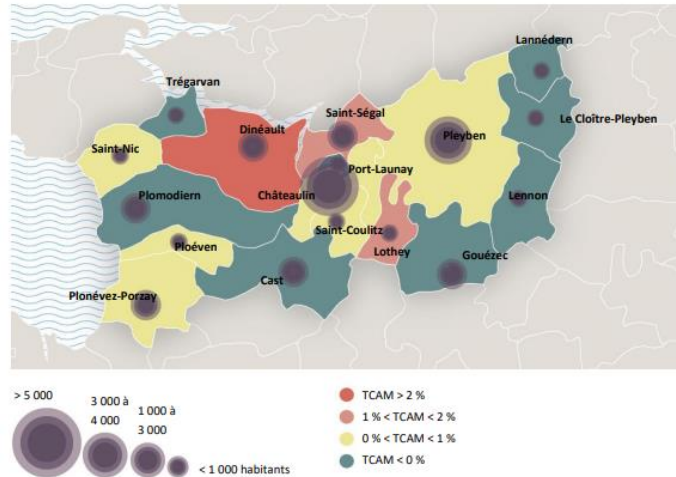 Lannédern
Trégarvan
Saint-Ségal
Le Cloître-Pleyben
Dinéault
Pleyben
Saint-Nic
Port-Launay
Châteaulin
Plomodiern
Lennon
Saint-Coulitz
Ploéven
Lothey
Gouézec
Cast
Plonévez-Porzay
> 5 000
3 000 à
4 000
1 000 à
3 000
< 1 000 habitants
TCAM > 2 %
1 % < TCAM < 2 %
0 % < TCAM < 1 %
TCAM < 0 %